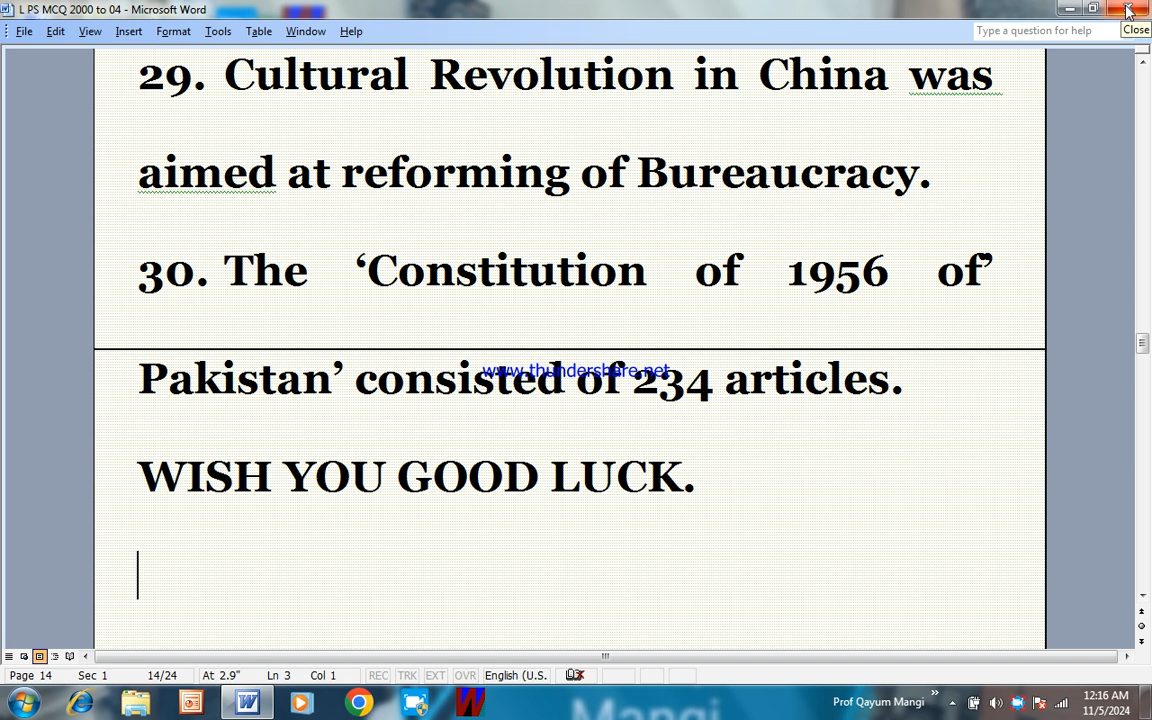 L PS MCQ 2000 to 04 - Microsoft Word
File Edit View Insert Format Tools Table Window Help
Type a question for help
Close
29. Cultural Revolution in China was
aimed at reforming of Bureaucracy.
30. The ‘Constitution of 1956 of’
Pakistan’ consisted of 234 articles.
www.thundershare.net
WISH YOU GOOD LUCK.
Page 14 Sec 1 14/24 At 2.9" Ln 3 Col 1 REC TRK EXT OVR English (U.S.
Prof Qayum Mangi
12:16 AM
11/5/2024
Mangi